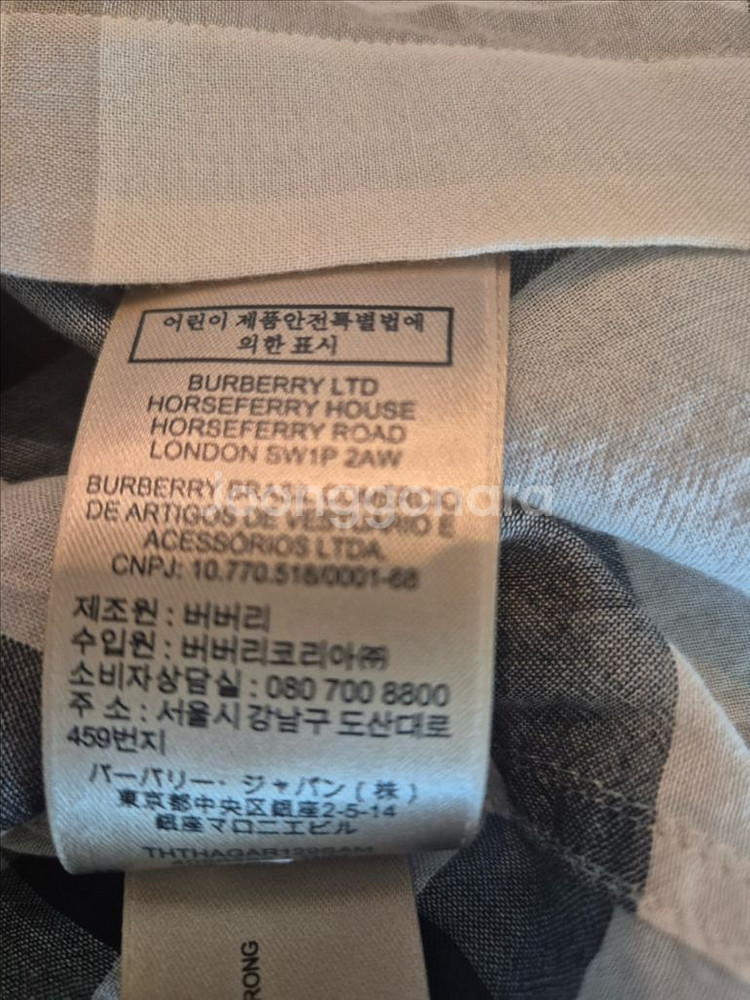 어린이 제품안전특별법에
의한 표시
BURBERRY LTD
HORSEFERRY HOUSE
HORSEFERRY ROAD
LONDON SW1P 2AW
BURBERRY BRASIL COMÉRCIO
DE ARTIGOS DE VESTUÁRIO E
ACESSÓRIOS LTDA.
CNPJ: 10.770.518/0001-68
제조원 : 버버리
수입원 : 버버리코리아㈜
소비자상담실 : 080 700 8800
주 소 : 서울시 강남구 도산대로
459번지
バーバリー・ジャパン(株)
東京都中央区銀座2-5-14
銀座マロニエビル
Joonggonara